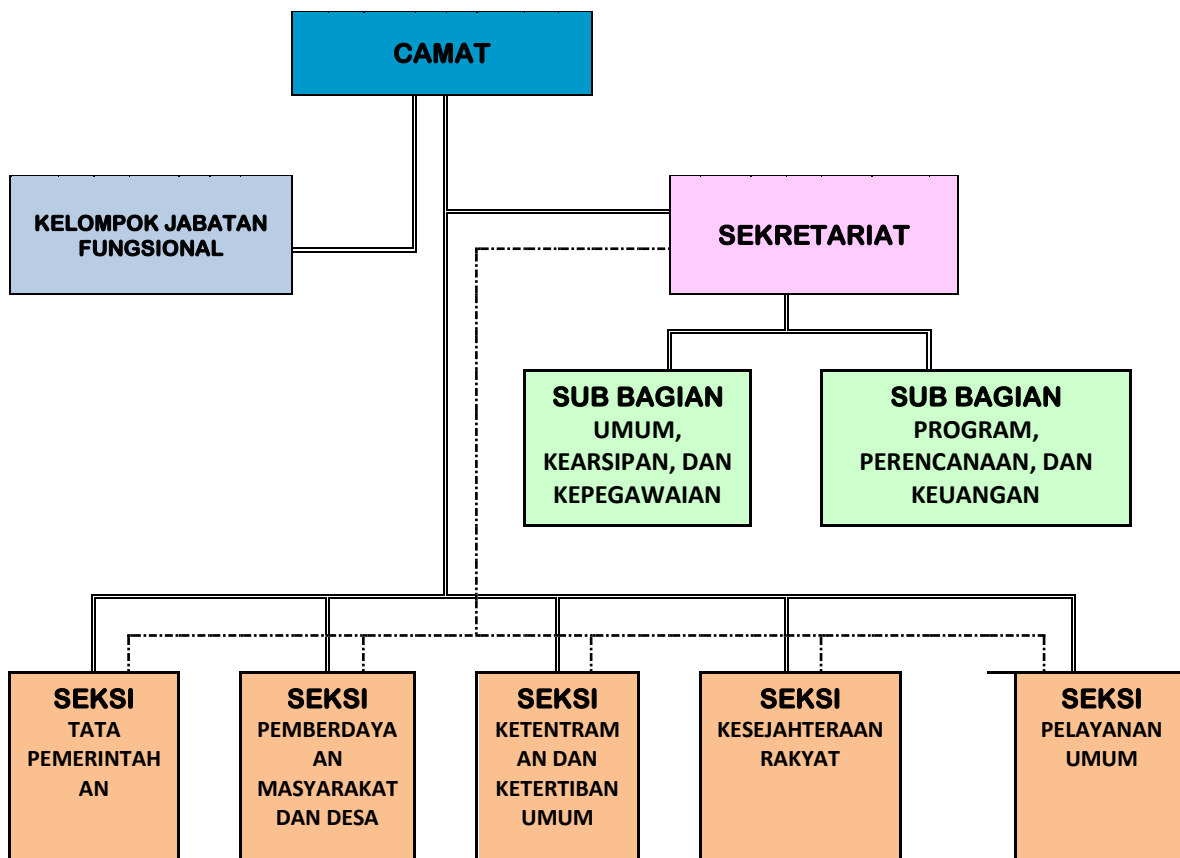 CAMAT
KELOMPOK JABATAN
FUNGSIONAL
SEKRETARIAT
SUB BAGIAN
UMUM,
KEARSIPAN, DAN
KEPEGAWAIAN
SUB BAGIAN
PROGRAM,
PERENCANAAN, DAN
KEUANGAN
SEKSI
TATA
PEMERINTAH
AN
SEKSI
PEMBERDAYA
AN
MASYARAKAT
DAN DESA
SEKSI
KETENTRAM
AN DAN
KETERTIBAN
UMUM
SEKSI
KESEJAHTERAAN
RAKYAT
SEKSI
PELAYANAN
UMUM